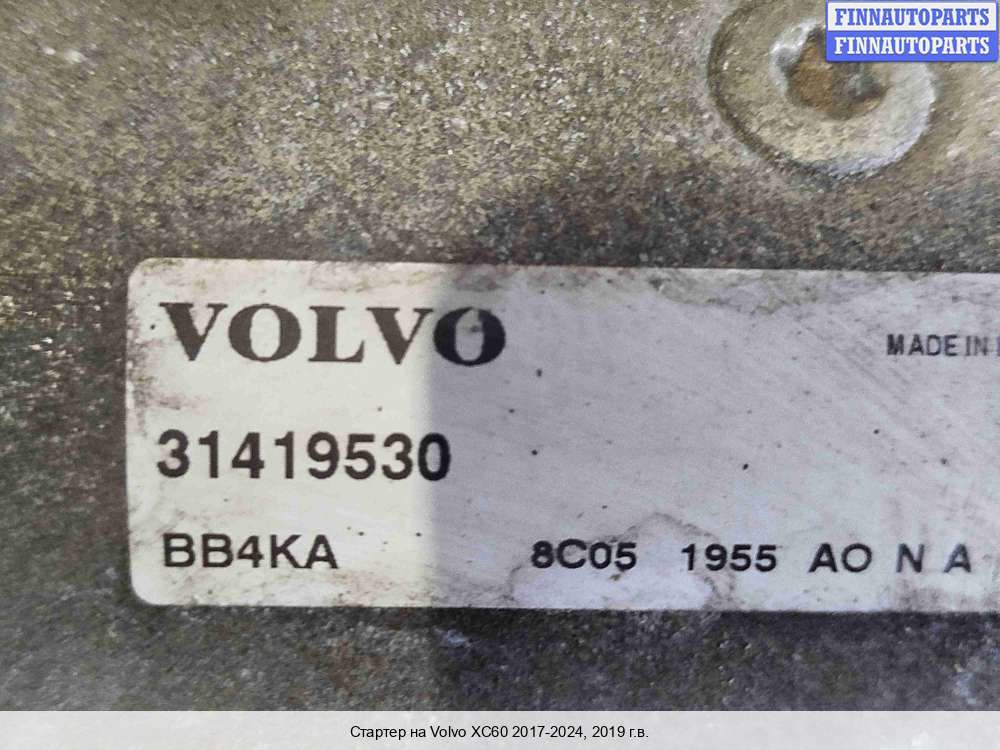 FINNAUTOPARTS
FINNAUTOPARTS
VOLVO
MADE IN
31419530
BB4KA 8C05 1955 AO N A
Стартер на Volvo XC60 2017-2024, 2019 г.в.